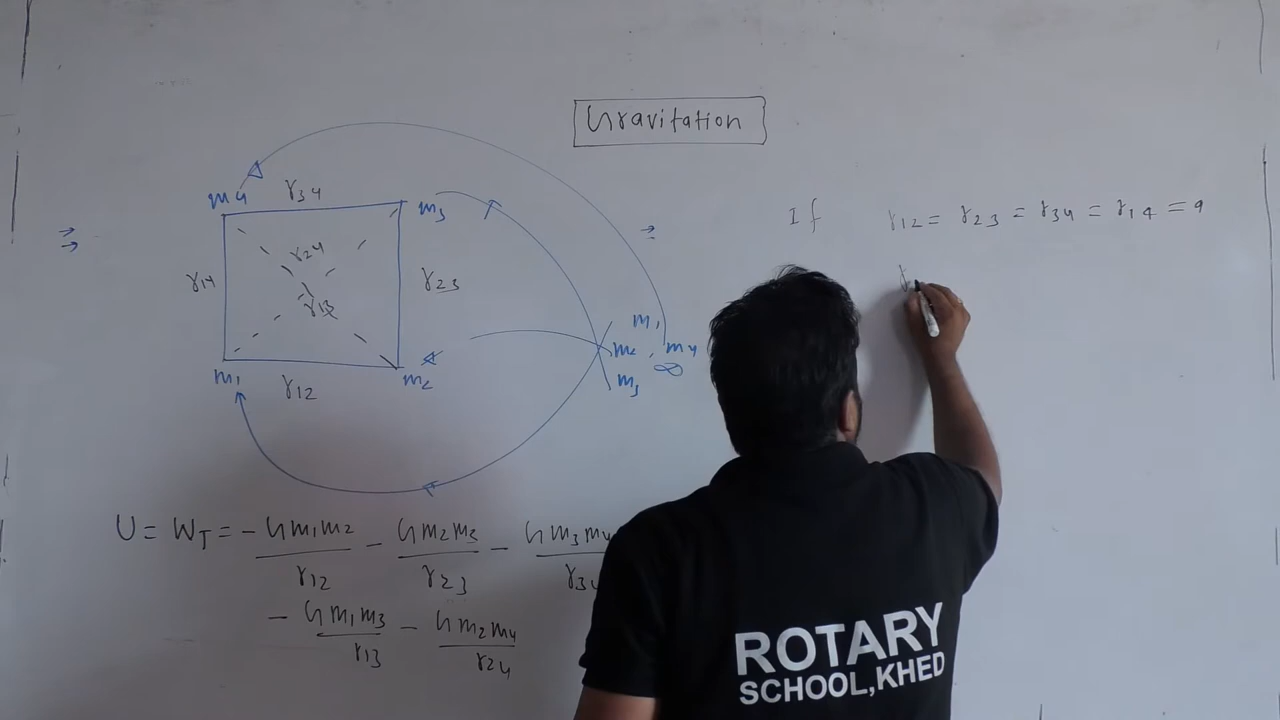 Gravitation
m4 r34 m3
r14 r24 r13 r23
m1 r12 m2
m1
m2, m4
m3 ∞
If r12 = r23 = r34 = r14 = a
U = WT = - Gm1m2/r12 - Gm2m3/r23 - Gm3m4/r34
- Gm1m3/r13 - Gm2m4/r24
ROTARY
SCHOOL,KHED